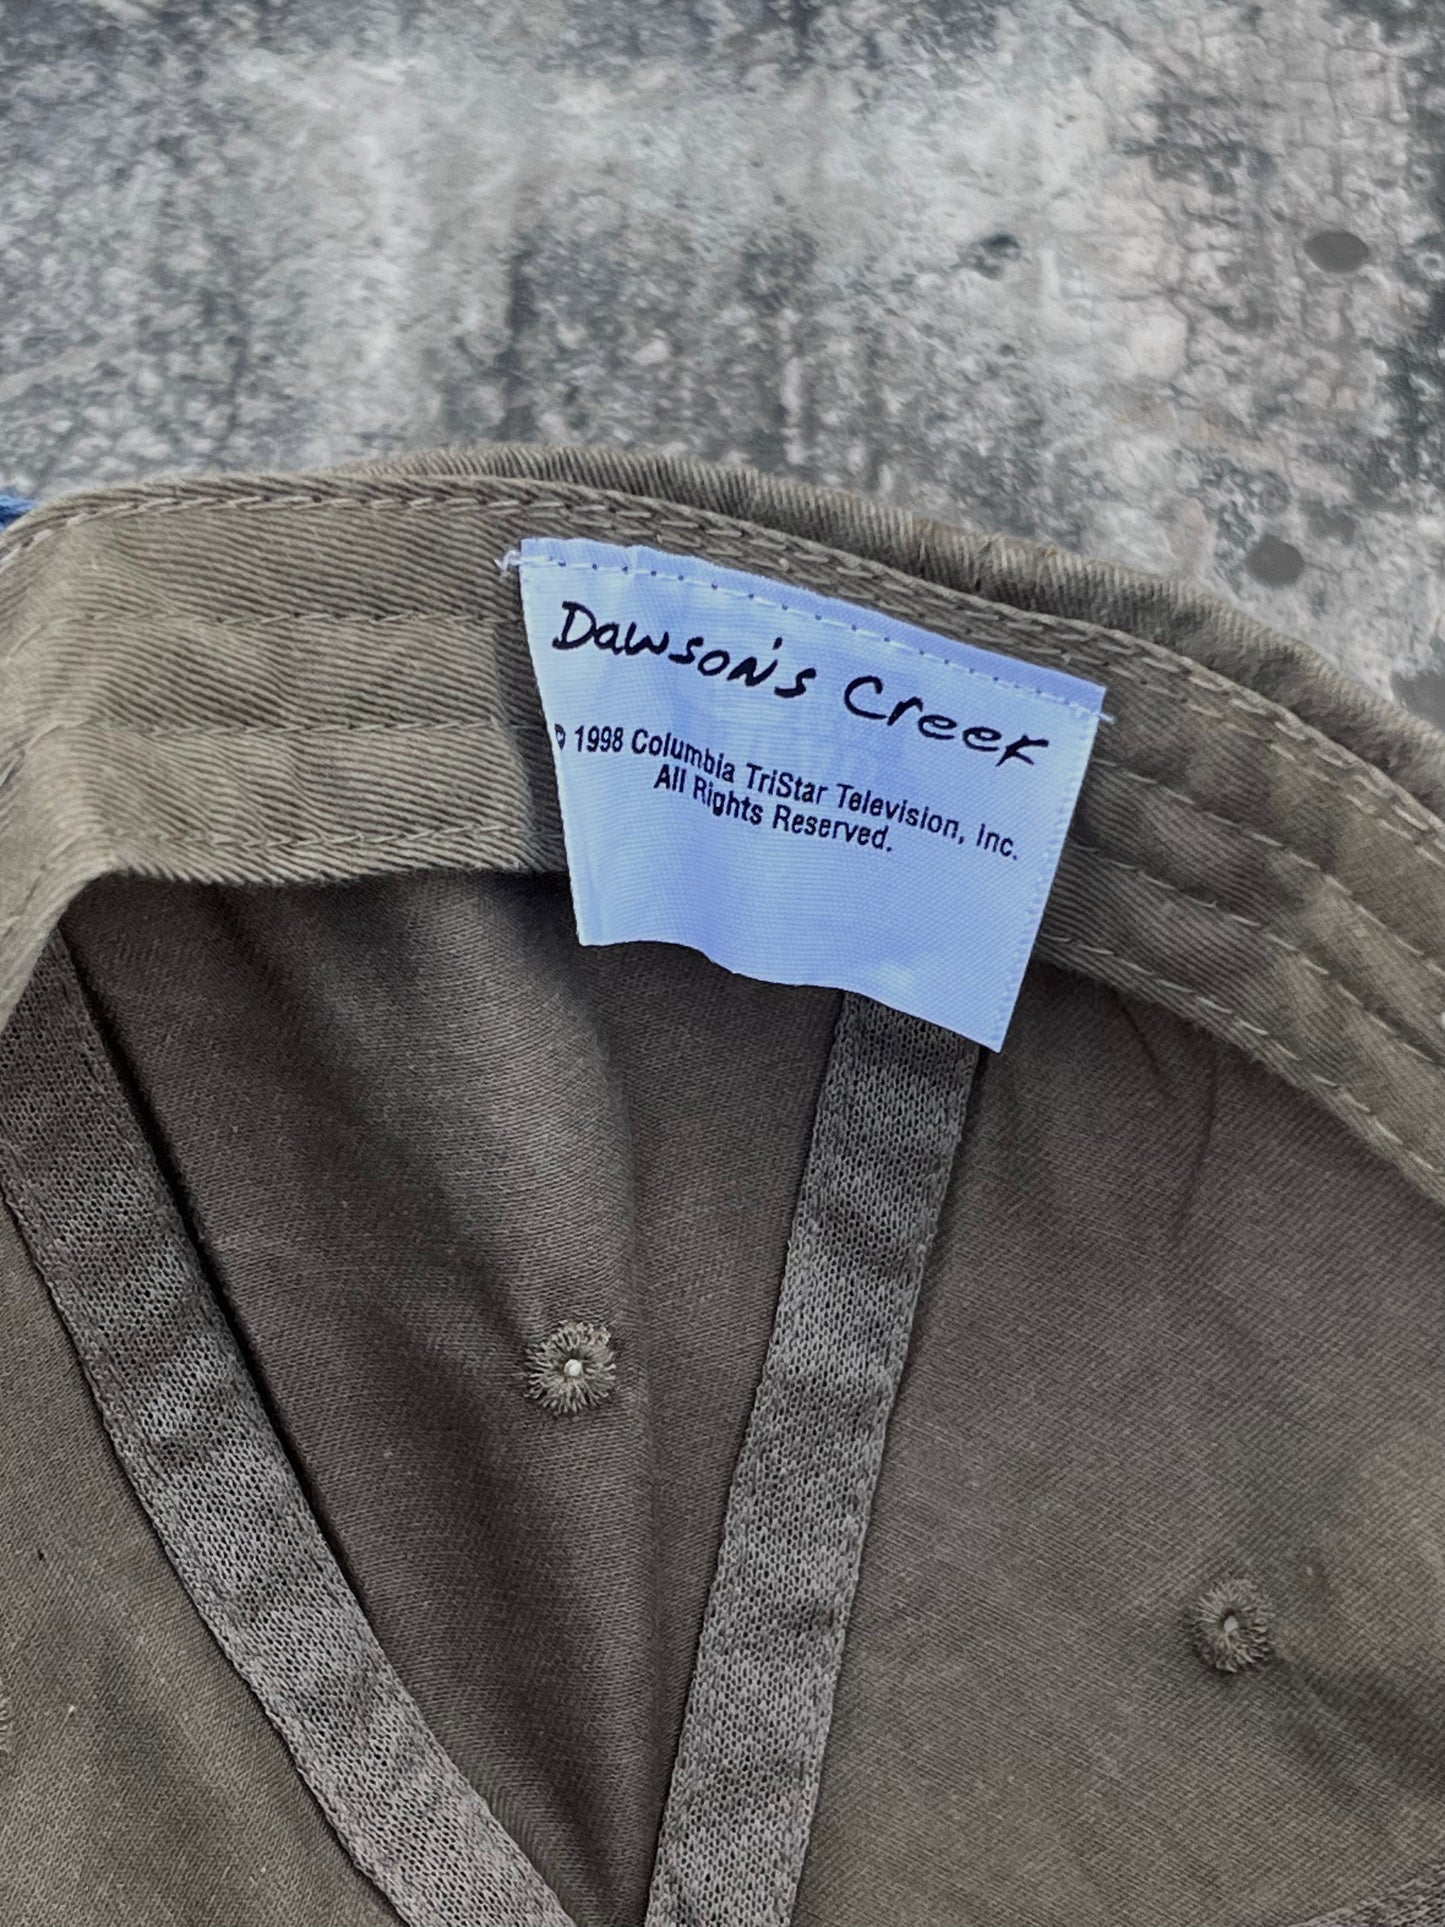 Dawson's Creek
© 1998 Columbia TriStar Television, Inc.
All Rights Reserved.